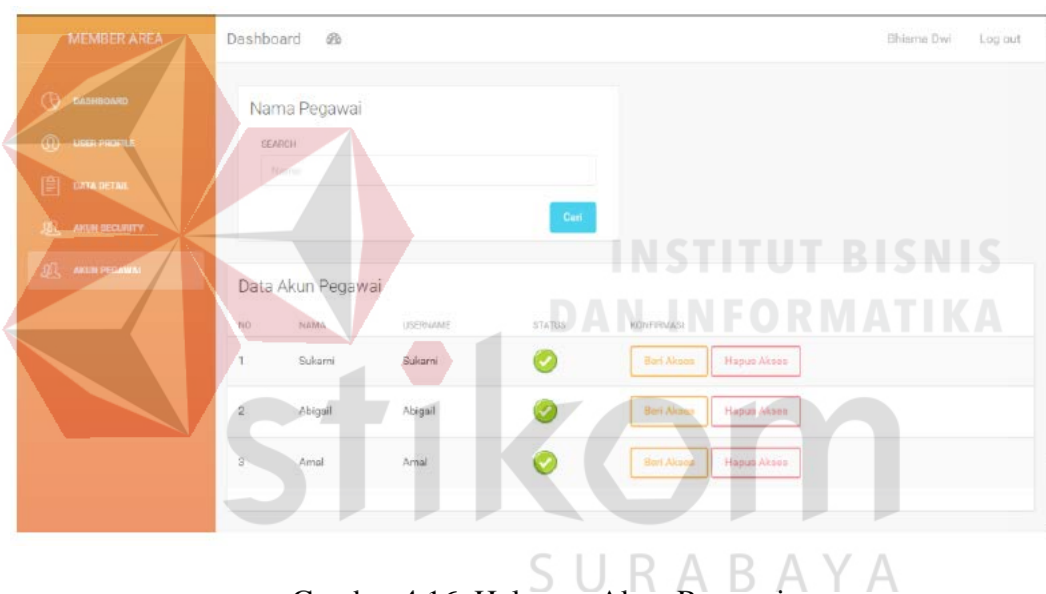 MEMBER AREA
Dashboard
Bhisma Dwi Log out
DASHBOARD
USER PROFILE
DATA DETAIL
AKUN SECURITY
AKUN PEGAWAI
Nama Pegawai
SEARCH
Nama
Cari
INSTITUT BISNIS
DAN INFORMATIKA
Data Akun Pegawai
NO NAMA USERNAME STATUS KONFIRMASI
1 Sukarni Sukarni Beri Akses Hapus Akses
2 Abigail Abigail Beri Akses Hapus Akses
3 Amal Amal Beri Akses Hapus Akses
stikom
SURABAYA